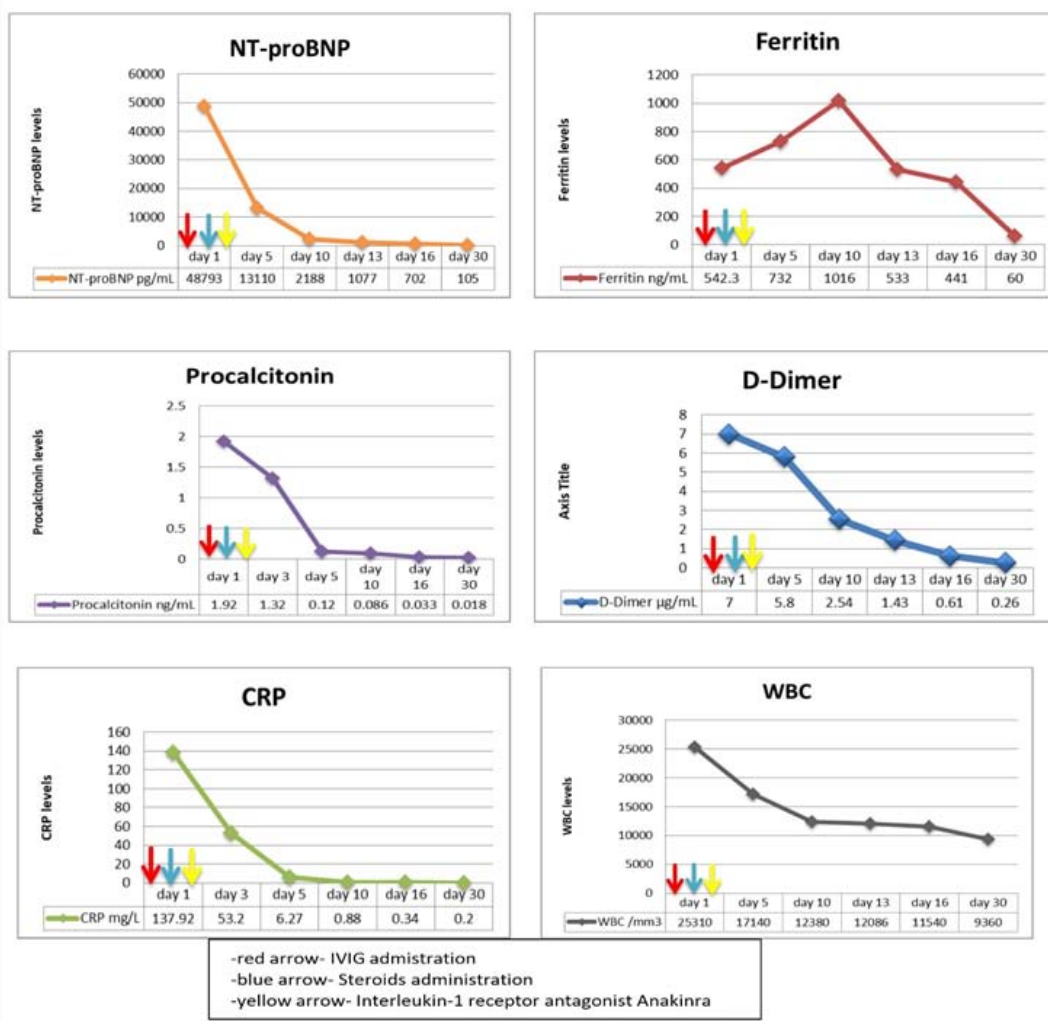 NT-proBNP
NT-proBNP levels
60000
50000
40000
30000
20000
10000
0
day 1 day 5 day 10 day 13 day 16 day 30
NT-proBNP pg/mL 48793 13110 2188 1077 702 105
Ferritin
Ferritin levels
1200
1000
800
600
400
200
0
day 1 day 5 day 10 day 13 day 16 day 30
Ferritin ng/mL 542.3 732 1016 533 441 60
Procalcitonin
Procalcitonin levels
2.5
2
1.5
1
0.5
0
day 1 day 3 day 5 day 10 day 16 day 30
Procalcitonin ng/mL 1.92 1.32 0.12 0.086 0.033 0.018
D-Dimer
Axis Title
8
7
6
5
4
3
2
1
0
day 1 day 5 day 10 day 13 day 16 day 30
D-Dimer µg/mL 7 5.8 2.54 1.43 0.61 0.26
CRP
CRP levels
160
140
120
100
80
60
40
20
0
day 1 day 3 day 5 day 10 day 16 day 30
CRP mg/L 137.92 53.2 6.27 0.88 0.34 0.2
WBC
WBC levels
30000
25000
20000
15000
10000
5000
0
day 1 day 5 day 10 day 13 day 16 day 30
WBC /mm3 25310 17140 12380 12086 11540 9360
-red arrow- IVIG admistration
-blue arrow- Steroids administration
-yellow arrow- Interleukin-1 receptor antagonist Anakinra